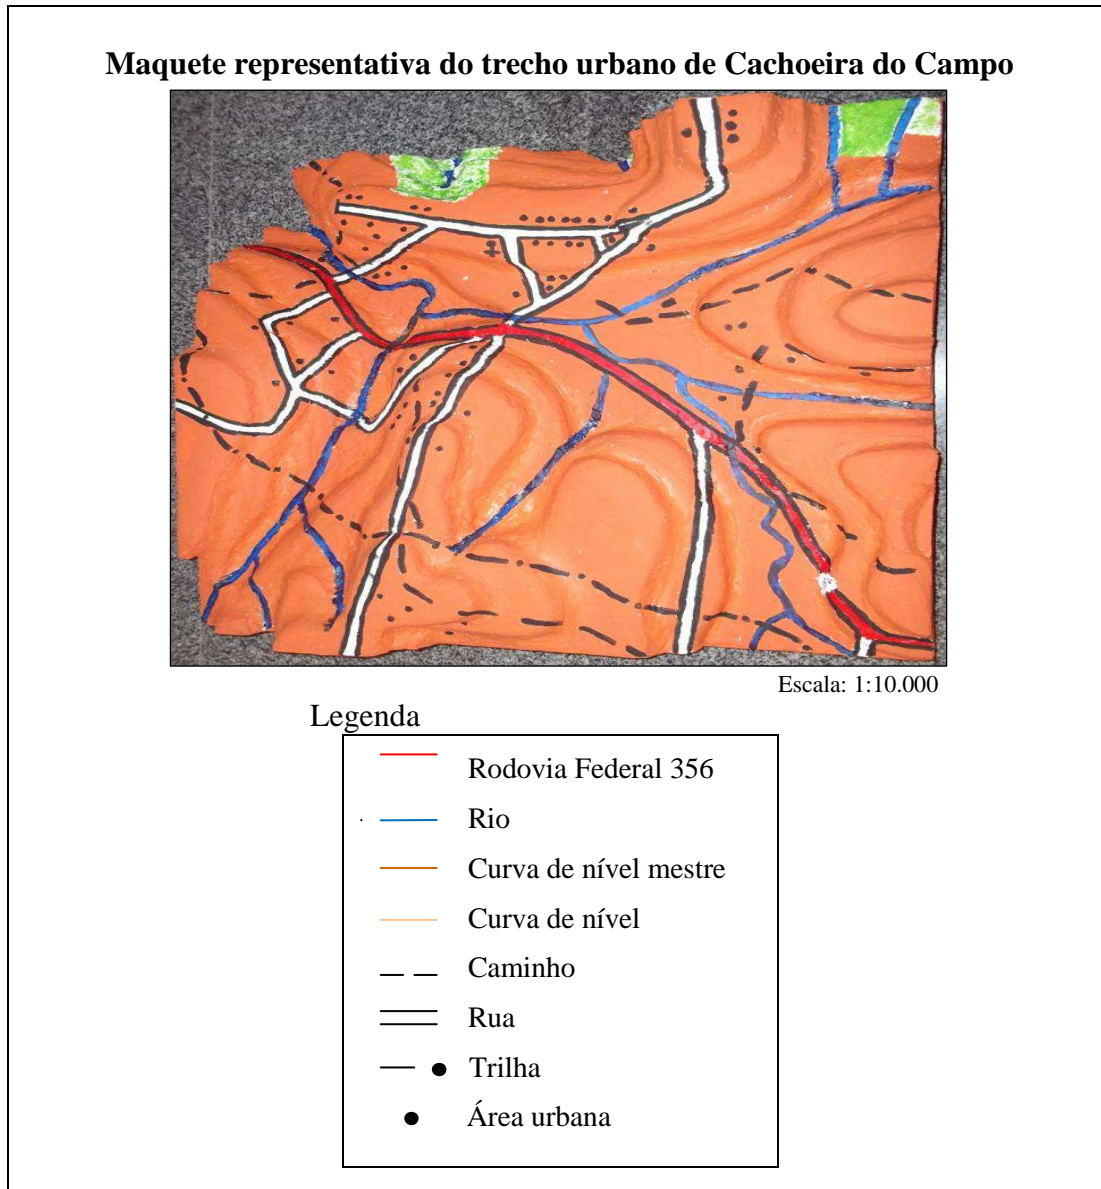 Maquete representativa do trecho urbano de Cachoeira do Campo
Escala: 1:10.000
Legenda
Rodovia Federal 356
Rio
Curva de nível mestre
Curva de nível
Caminho
Rua
Trilha
Área urbana